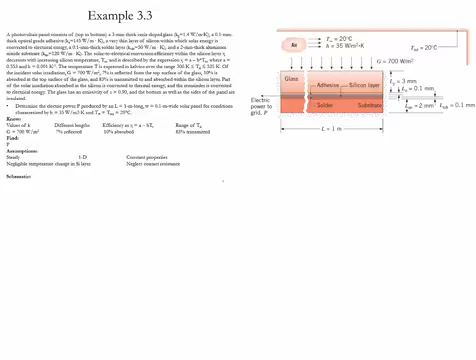 Example 3.3
A photovoltaic panel consists of (top to bottom) a 3-mm-thick ceria-doped glass (kg=1.4 W/m·K), a 0.1-mm-
thick optical grade adhesive (ka=145 W/m · K), a very thin layer of silicon within which solar energy is
converted to electrical energy, a 0.1-mm-thick solder layer (ksdr=50 W/m · K), and a 2-mm-thick aluminum
nitride substrate (ksub=120 W/m · K). The solar-to-electrical conversion efficiency within the silicon layer η
decreases with increasing silicon temperature, Tsi, and is described by the expression η = a – b*Tsi, where a =
0.553 and b = 0.001 K-1. The temperature T is expressed in kelvins over the range 300 K ≤ Tsi ≤ 525 K. Of
the incident solar irradiation, G = 700 W/m², 7% is reflected from the top surface of the glass, 10% is
absorbed at the top surface of the glass, and 83% is transmitted to and absorbed within the silicon layer. Part
of the solar irradiation absorbed in the silicon is converted to thermal energy, and the remainder is converted
to electrical energy. The glass has an emissivity of ε = 0.90, and the bottom as well as the sides of the panel are
insulated.
• Determine the electric power P produced by an L = 1-m-long, w = 0.1-m-wide solar panel for conditions
characterized by h = 35 W/m2·K and T∞ = Tsur = 20°C.
Know:
Values of k Different lengths Efficiency is η = a – bTsi Range of Tsi
G = 700 W/m² 7% reflected 10% absorbed 83% transmitted
Find:
P
Assumptions:
Steady 1-D Constant properties
Negligible temperature change in Si layer Neglect contact resistance
Schematic:
Air
T∞ = 20°C
h = 35 W/m²·K
Tsur = 20°C
G = 700 W/m²
Glass
Adhesive
Silicon layer
Solder
Substrate
Electric
power to
grid, P
Lg = 3 mm
La = 0.1 mm
Lsub = 2 mm
Lsdr = 0.1 mm
L = 1 m